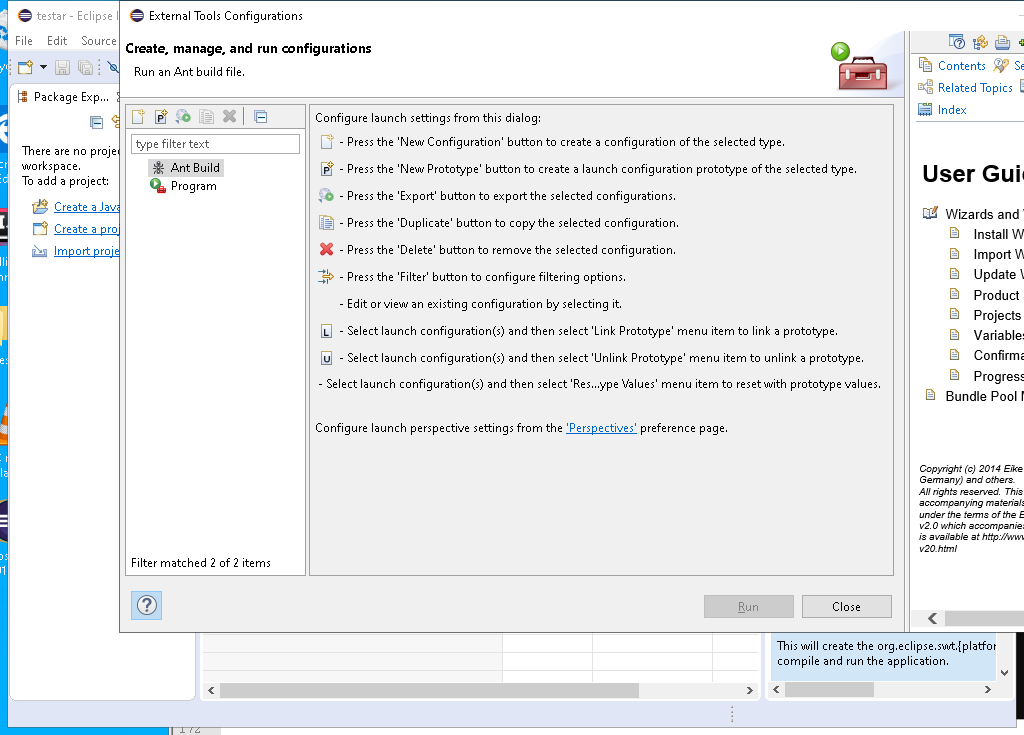 testar - Eclipse
External Tools Configurations
File Edit Source
Create, manage, and run configurations
Run an Ant build file.
Package Exp...
There are no
workspace.
To add a project:
Create a Java
Create a
Import
type filter text
Ant Build
Program
Filter matched 2 of 2 items
Configure launch settings from this dialog:
- Press the 'New Configuration' button to create a configuration of the selected type.
P - Press the 'New Prototype' button to create a launch configuration prototype of the selected type.
- Press the 'Export' button to export the selected configurations.
- Press the 'Duplicate' button to copy the selected configuration.
- Press the 'Delete' button to remove the selected configuration.
- Press the 'Filter' button to configure filtering options.
- Edit or view an existing configuration by selecting it.
L - Select launch configuration(s) and then select 'Link Prototype' menu item to link a prototype.
U - Select launch configuration(s) and then select 'Unlink Prototype' menu item to unlink a prototype.
- Select launch configuration(s) and then select 'Res...ype Values' menu item to reset with prototype values.
Configure launch perspective settings from the 'Perspectives' preference page.
? Run Close
Contents
Related Topics
Index
User
Wizards and
Install
Import
Update
Product
Projects
Variables
Progress
Bundle Pool
Copyright (c) 2014 Eike
Germany) and others.
All rights reserved. This
accompanying materials
under the terms of the
v2.0 which accompanies
is available at http://www
v20.html
This will create the org.eclipse.swt.{platfor
compile and run the application.
172